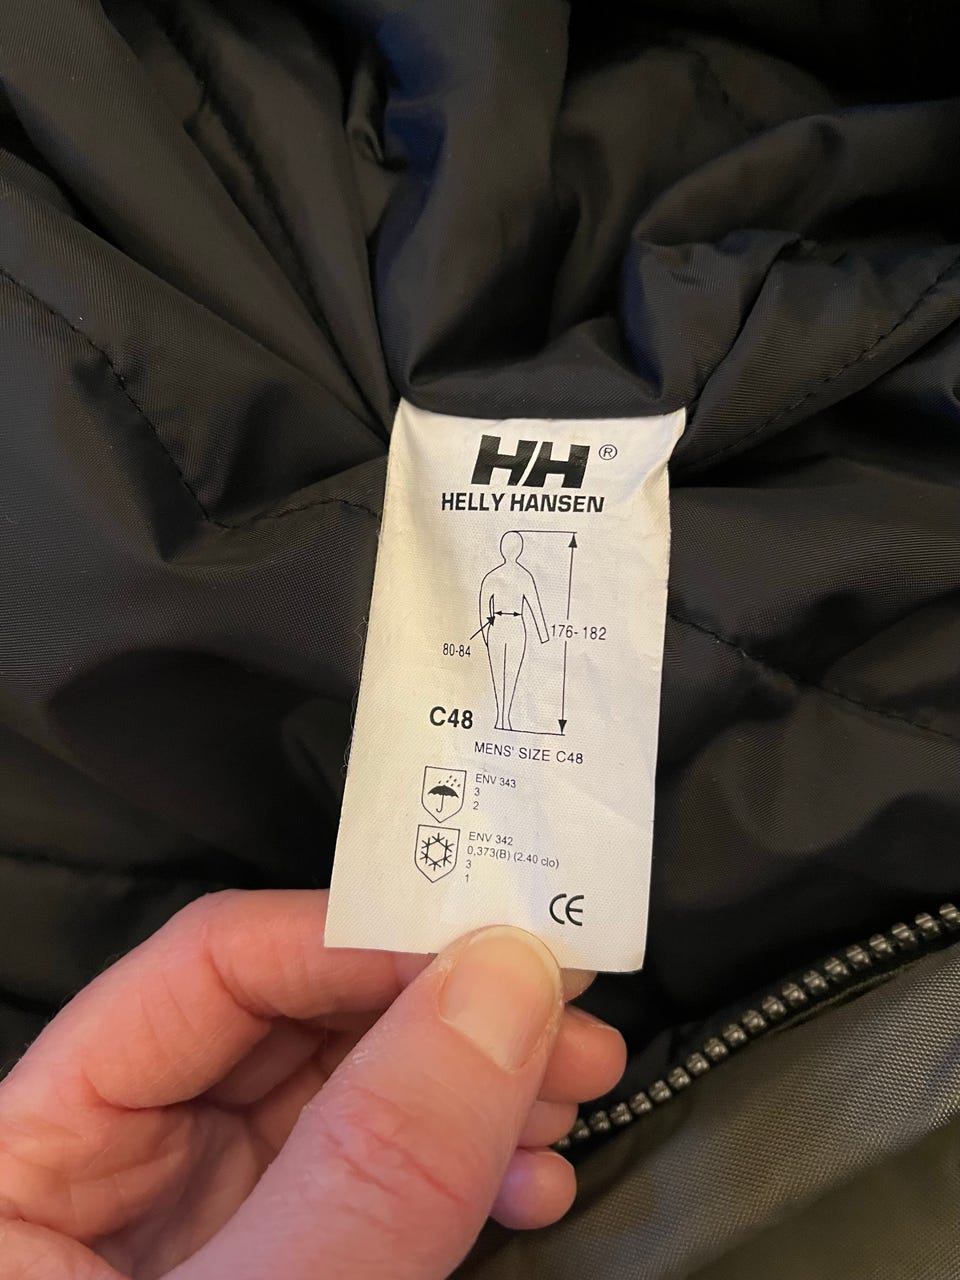 HH®
HELLY HANSEN
176-182
80-84
C48
MENS' SIZE C48
ENV 343
3
2
ENV 342
0,373(B) (2.40 clo)
3
1
CE